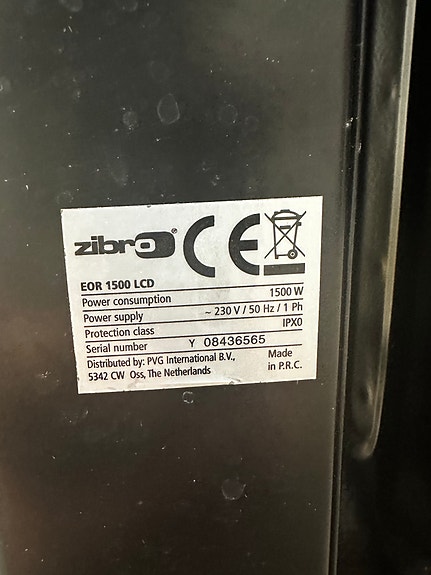 zibro®
CE
EOR 1500 LCD
Power consumption 1500 W
Power supply ~ 230 V / 50 Hz / 1 Ph
Protection class IPX0
Serial number Y 08436565
Distributed by: PVG International B.V., Made
5342 CW Oss, The Netherlands in P.R.C.